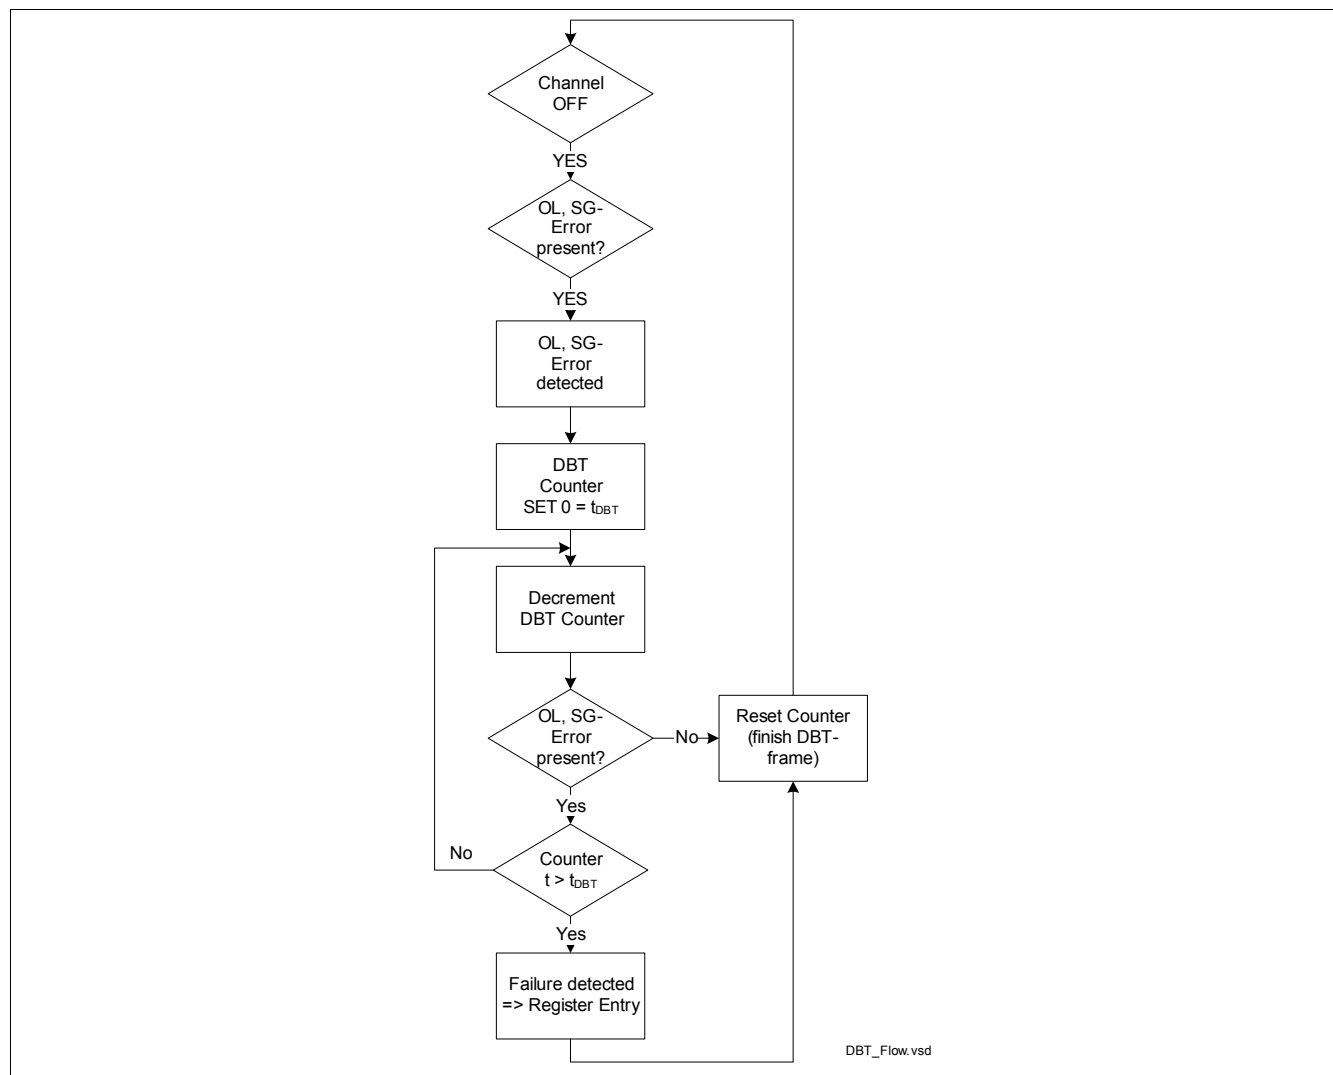 Channel
OFF
YES
OL, SG-
Error
present?
YES
OL, SG-
Error
detected
DBT
Counter
SET 0 = tDBT
Decrement
DBT Counter
OL, SG-
Error
present?
No
Reset Counter
(finish DBT-
frame)
Yes
No
Counter
t > tDBT
Yes
Failure detected
=> Register Entry
DBT_Flow.vsd